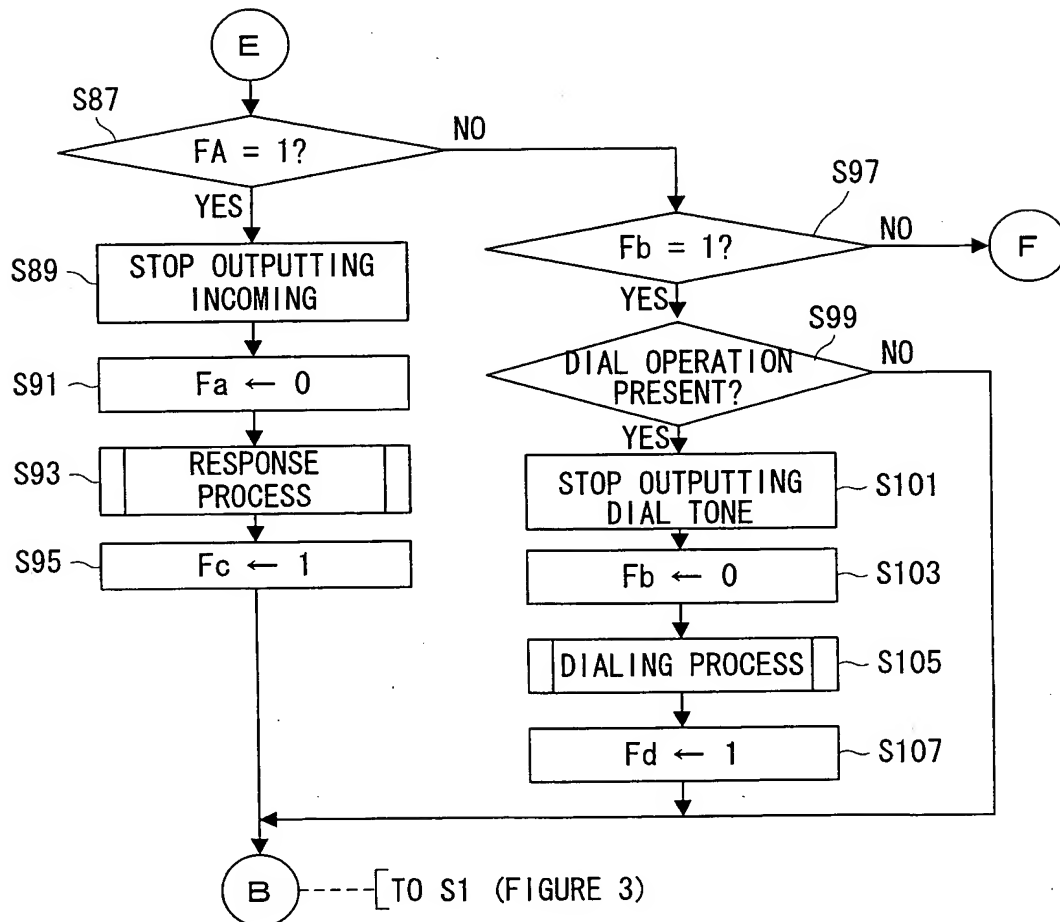 E
S87
FA = 1?
NO
YES
S97
Fb = 1?
NO
F
YES
S89
STOP OUTPUTTING
INCOMING
S99
DIAL OPERATION
PRESENT?
NO
YES
S91
Fa ← 0
S93
RESPONSE
PROCESS
STOP OUTPUTTING
DIAL TONE
S101
S95
Fc ← 1
Fb ← 0
S103
DIALING PROCESS
S105
Fd ← 1
S107
B
TO S1 (FIGURE 3)